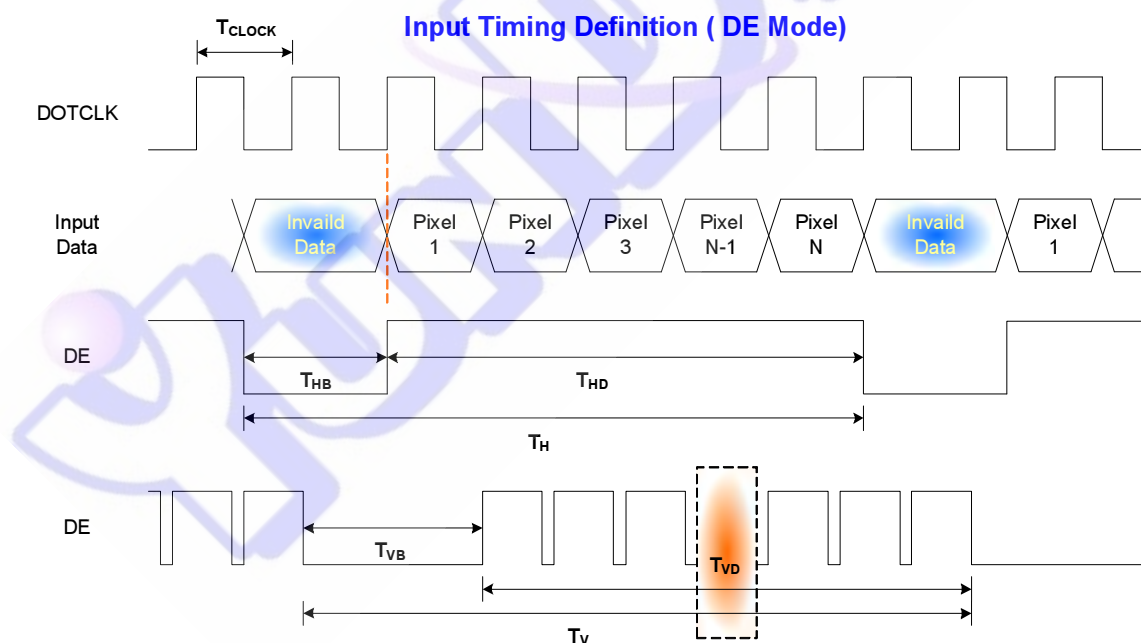 Input Timing Definition ( DE Mode)
TCLOCK
DOTCLK
Input
Data
Invaild
Data
Pixel
1
Pixel
2
Pixel
3
Pixel
N-1
Pixel
N
Invaild
Data
Pixel
1
DE
THB
THD
TH
DE
TVB
TVD
TV